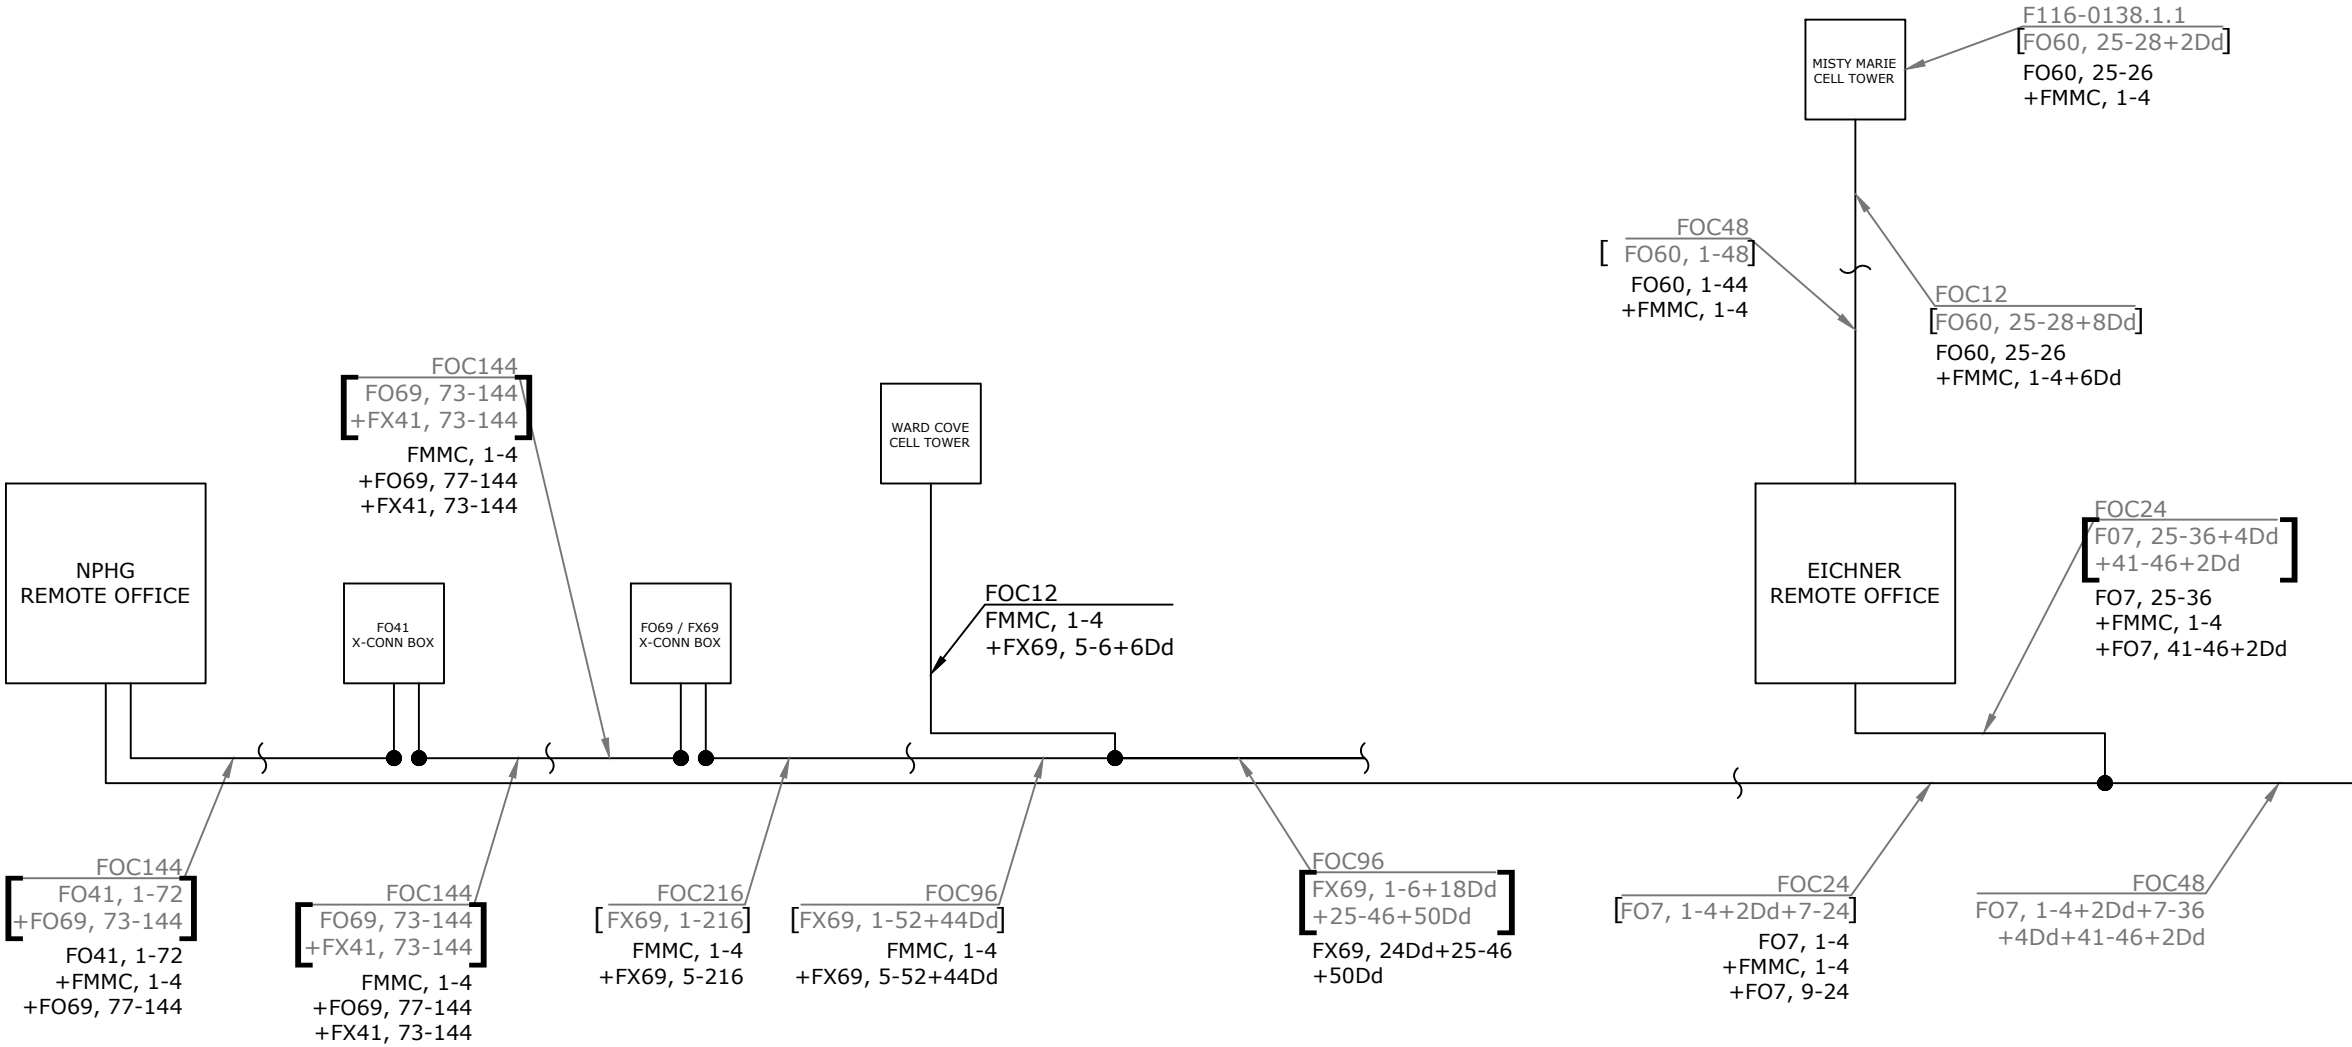 F116-0138.1.1
[FO60, 25-28+2Dd]
FO60, 25-26
+FMMC, 1-4
MISTY MARIE
CELL TOWER
FOC48
[ FO60, 1-48]
FO60, 1-44
+FMMC, 1-4
FOC12
[FO60, 25-28+8Dd]
FO60, 25-26
+FMMC, 1-4+6Dd
FOC144
[FO69, 73-144
+FX41, 73-144]
FMMC, 1-4
+FO69, 77-144
+FX41, 73-144
WARD COVE
CELL TOWER
NPHG
REMOTE OFFICE
FO41
X-CONN BOX
FO69 / FX69
X-CONN BOX
FOC12
FMMC, 1-4
+FX69, 5-6+6Dd
EICHNER
REMOTE OFFICE
FOC24
[F07, 25-36+4Dd
+41-46+2Dd]
FO7, 25-36
+FMMC, 1-4
+FO7, 41-46+2Dd
FOC144
[FO41, 1-72
+FO69, 73-144]
FO41, 1-72
+FMMC, 1-4
+FO69, 77-144
FOC144
[FO69, 73-144
+FX41, 73-144]
FMMC, 1-4
+FO69, 77-144
+FX41, 73-144
FOC216
[FX69, 1-216]
FMMC, 1-4
+FX69, 5-216
FOC96
[FX69, 1-52+44Dd]
FMMC, 1-4
+FX69, 5-52+44Dd
FOC96
[FX69, 1-6+18Dd
+25-46+50Dd]
FX69, 24Dd+25-46
+50Dd
FOC24
[FO7, 1-4+2Dd+7-24]
FO7, 1-4
+FMMC, 1-4
+FO7, 9-24
FOC48
FO7, 1-4+2Dd+7-36
+4Dd+41-46+2Dd